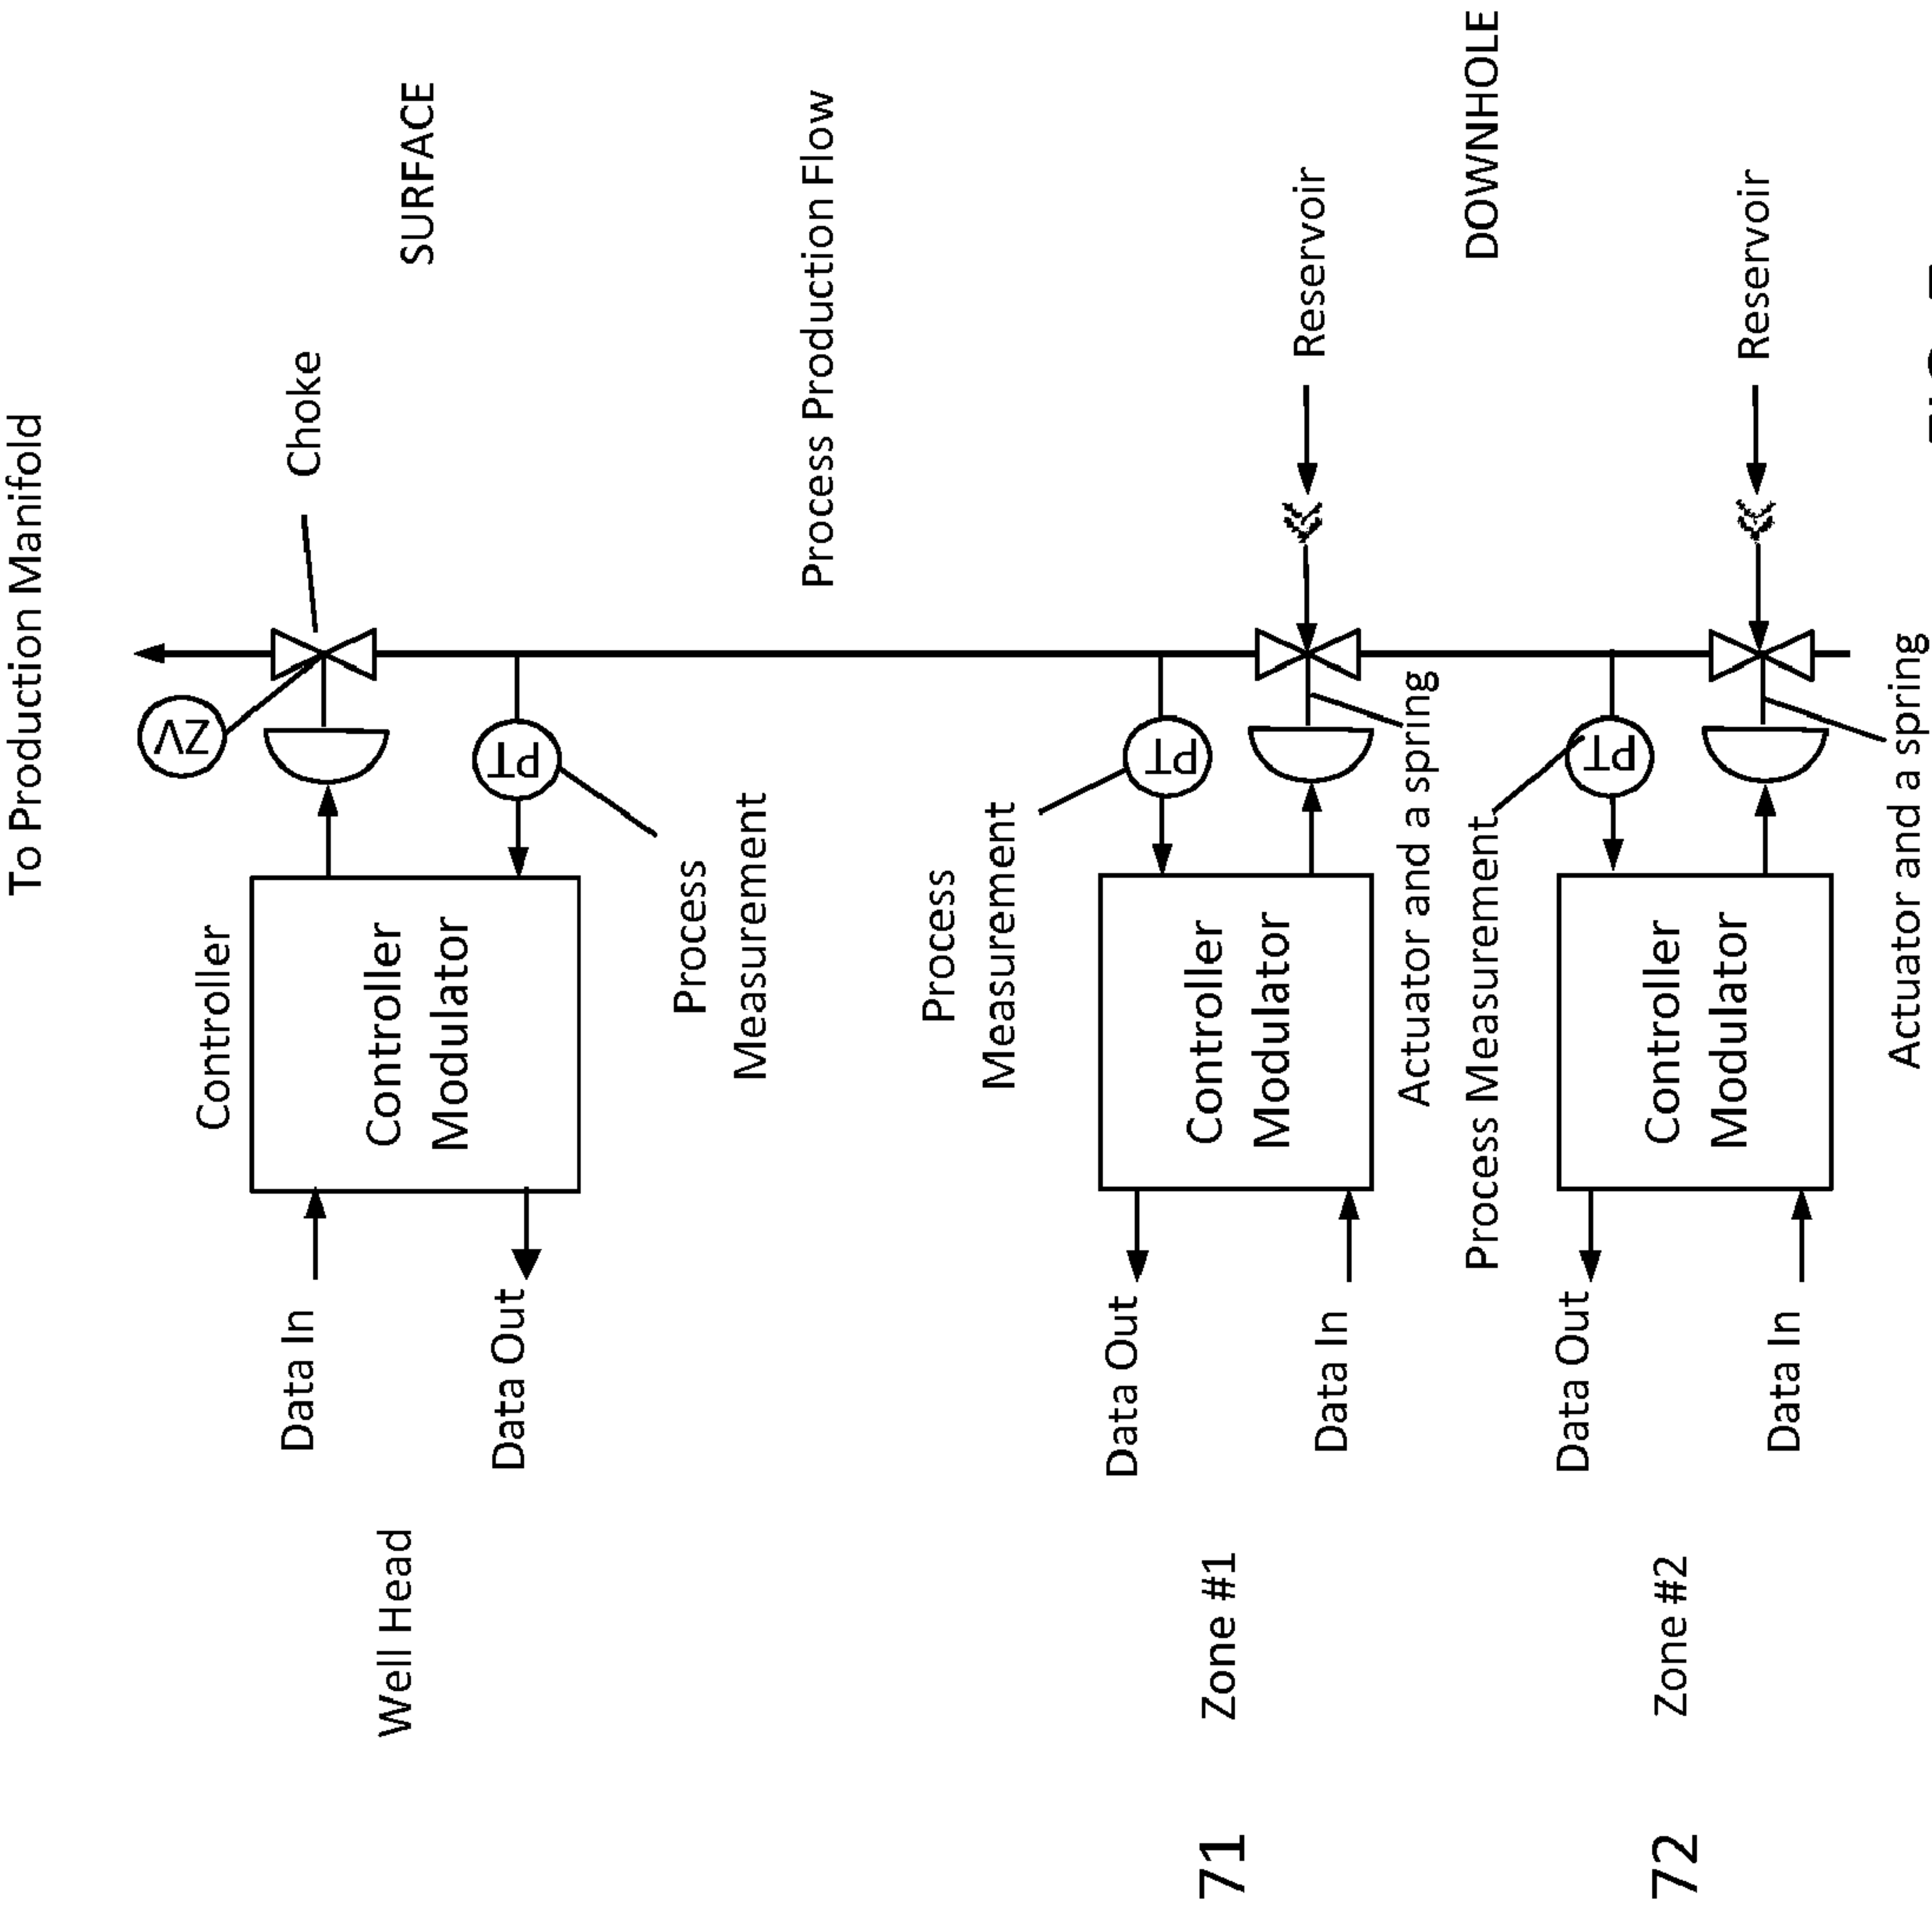 To Production Manifold
ZV
Choke
SURFACE
Controller
Controller
Modulator
Data In
Data Out
Well Head
PT
Process
Measurement
Process Production Flow
Process
Measurement
PT
Reservoir
Controller
Modulator
Data Out
Data In
Zone #1
71
Actuator and a spring
DOWNHOLE
Process Measurement
PT
Reservoir
Controller
Modulator
Data Out
Data In
Zone #2
72
Actuator and a spring